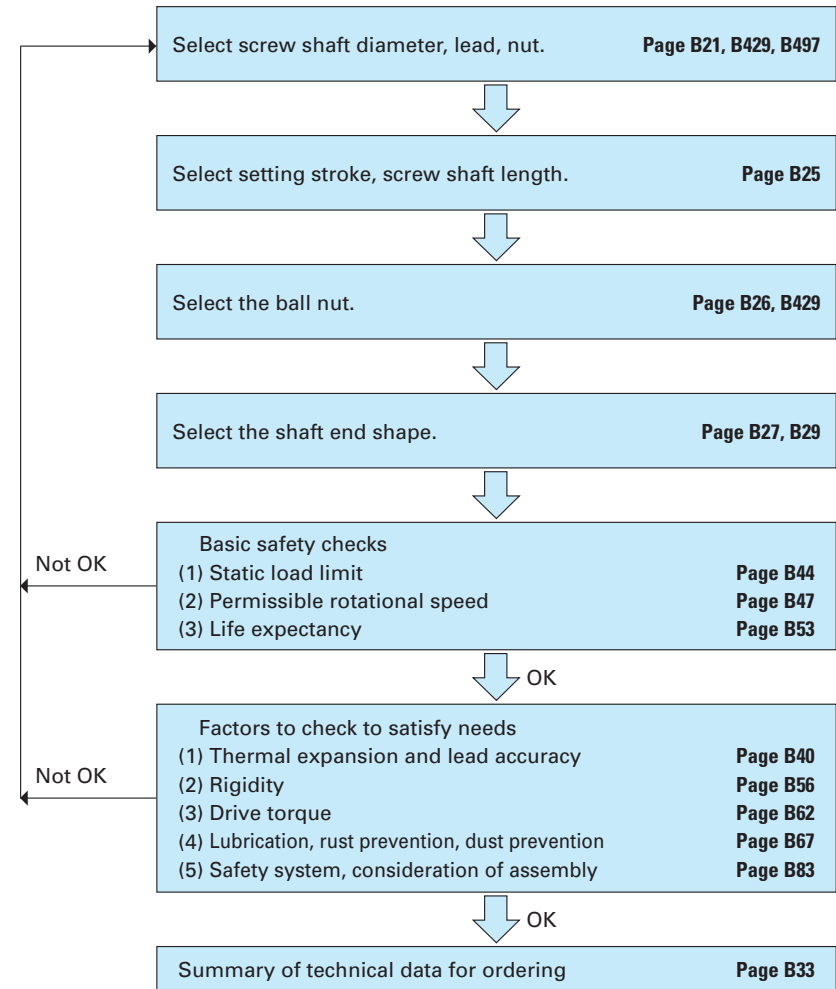 Select screw shaft diameter, lead, nut. Page B21, B429, B497
Select setting stroke, screw shaft length. Page B25
Select the ball nut. Page B26, B429
Select the shaft end shape. Page B27, B29
Basic safety checks
Not OK
(1) Static load limit Page B44
(2) Permissible rotational speed Page B47
(3) Life expectancy Page B53
OK
Factors to check to satisfy needs
(1) Thermal expansion and lead accuracy Page B40
Not OK
(2) Rigidity Page B56
(3) Drive torque Page B62
(4) Lubrication, rust prevention, dust prevention Page B67
(5) Safety system, consideration of assembly Page B83
OK
Summary of technical data for ordering Page B33